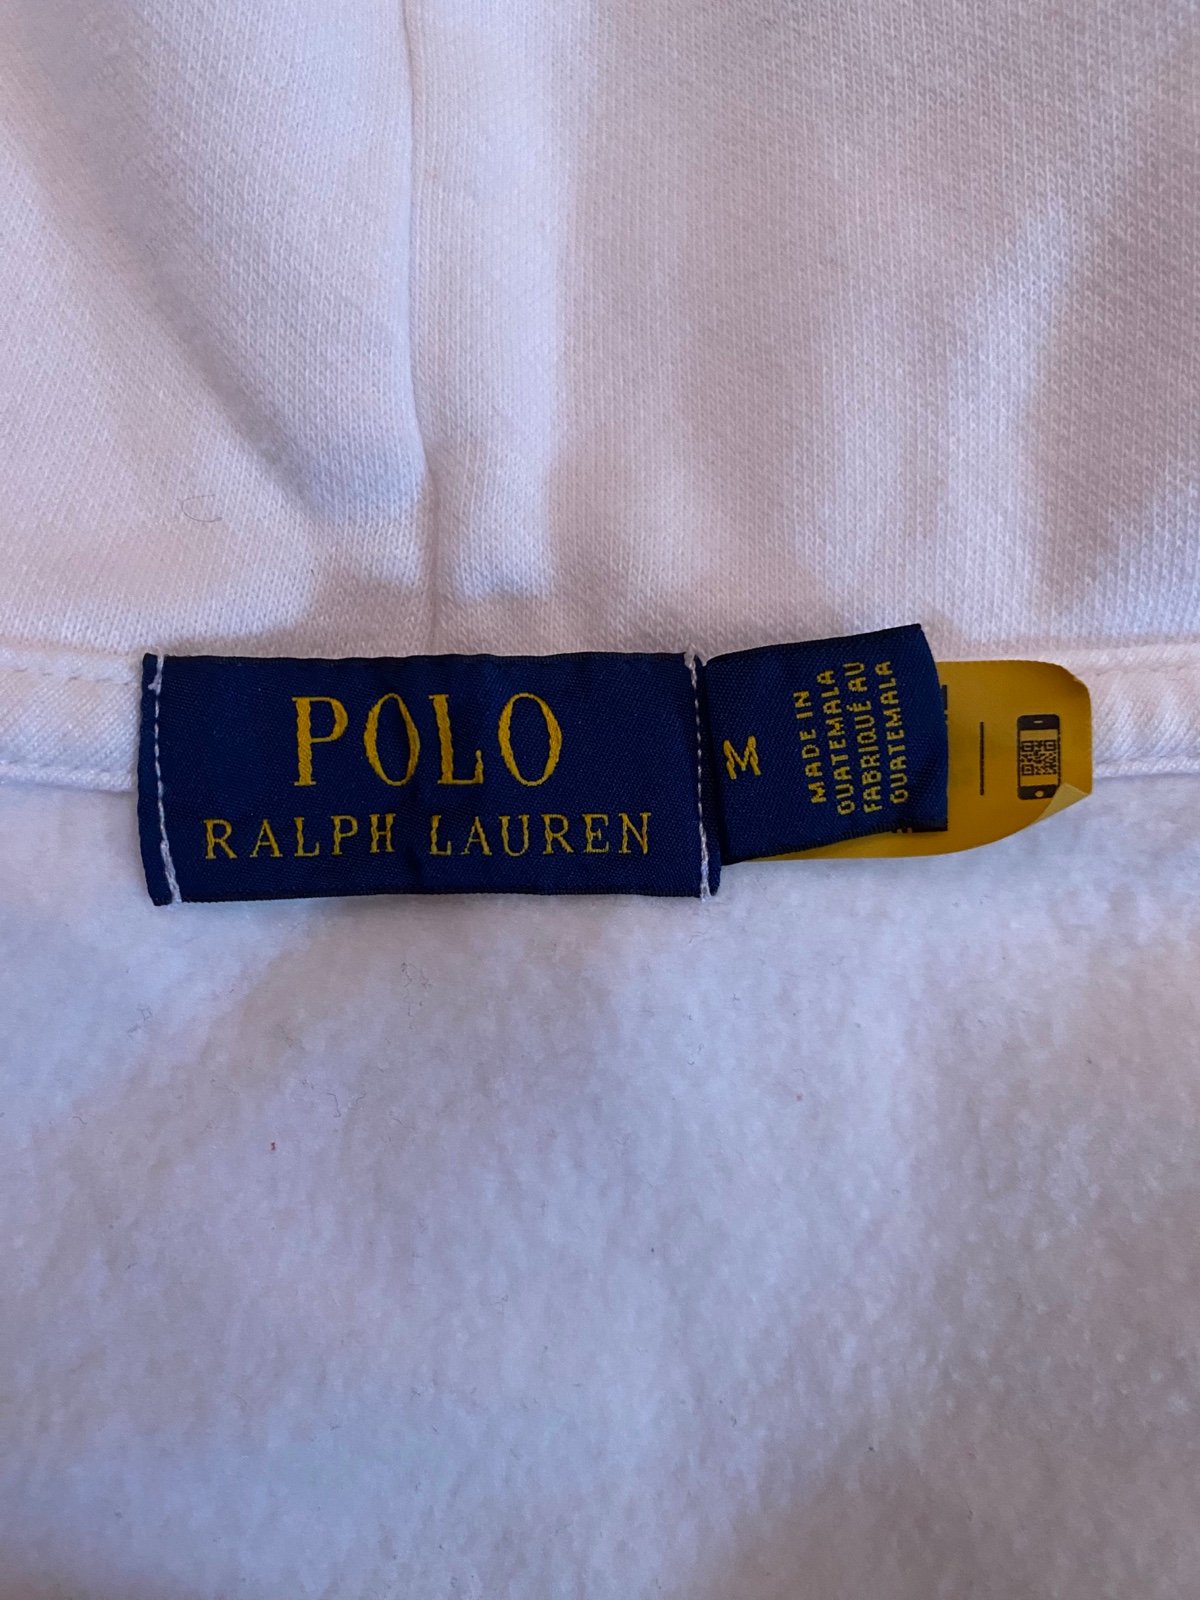 POLO
RALPH LAUREN
M
MADE IN
GUATEMALA
FABRIQUÉ AU
GUATEMALA